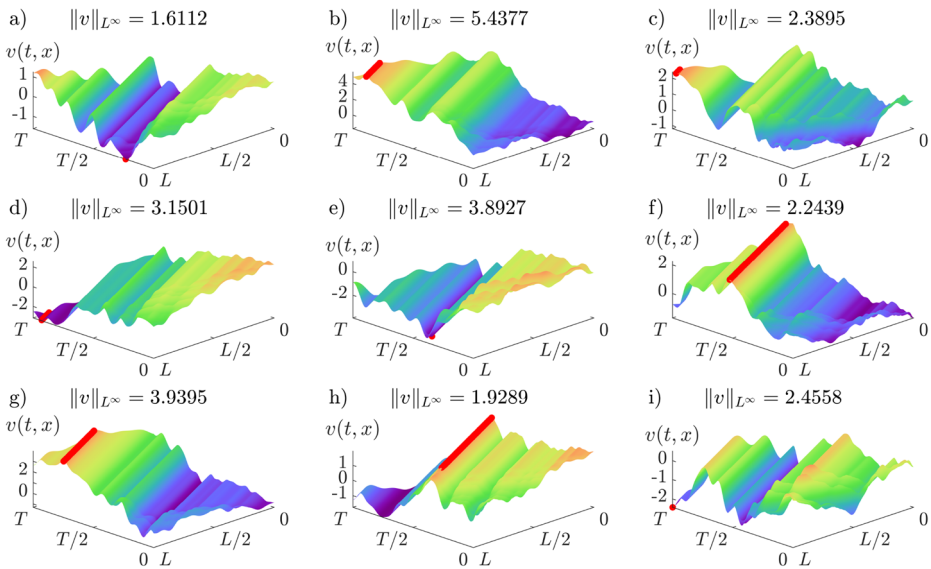 a) ‖v‖_{L^∞} = 1.6112 b) ‖v‖_{L^∞} = 5.4377 c) ‖v‖_{L^∞} = 2.3895
v(t, x) v(t, x) v(t, x)
1 4 2
0 2 1
-1 0 0
-1
T T/2 0 L L/2 0 T T/2 0 L L/2 0 T T/2 0 L L/2 0
d) ‖v‖_{L^∞} = 3.1501 e) ‖v‖_{L^∞} = 3.8927 f) ‖v‖_{L^∞} = 2.2439
v(t, x) v(t, x) v(t, x)
2 0 2
0 -2 0
-2
T T/2 0 L L/2 0 T T/2 0 L L/2 0 T T/2 0 L L/2 0
g) ‖v‖_{L^∞} = 3.9395 h) ‖v‖_{L^∞} = 1.9289 i) ‖v‖_{L^∞} = 2.4558
v(t, x) v(t, x) v(t, x)
2 1 0
0 0 -1
-1 -2
T T/2 0 L L/2 0 T T/2 0 L L/2 0 T T/2 0 L L/2 0